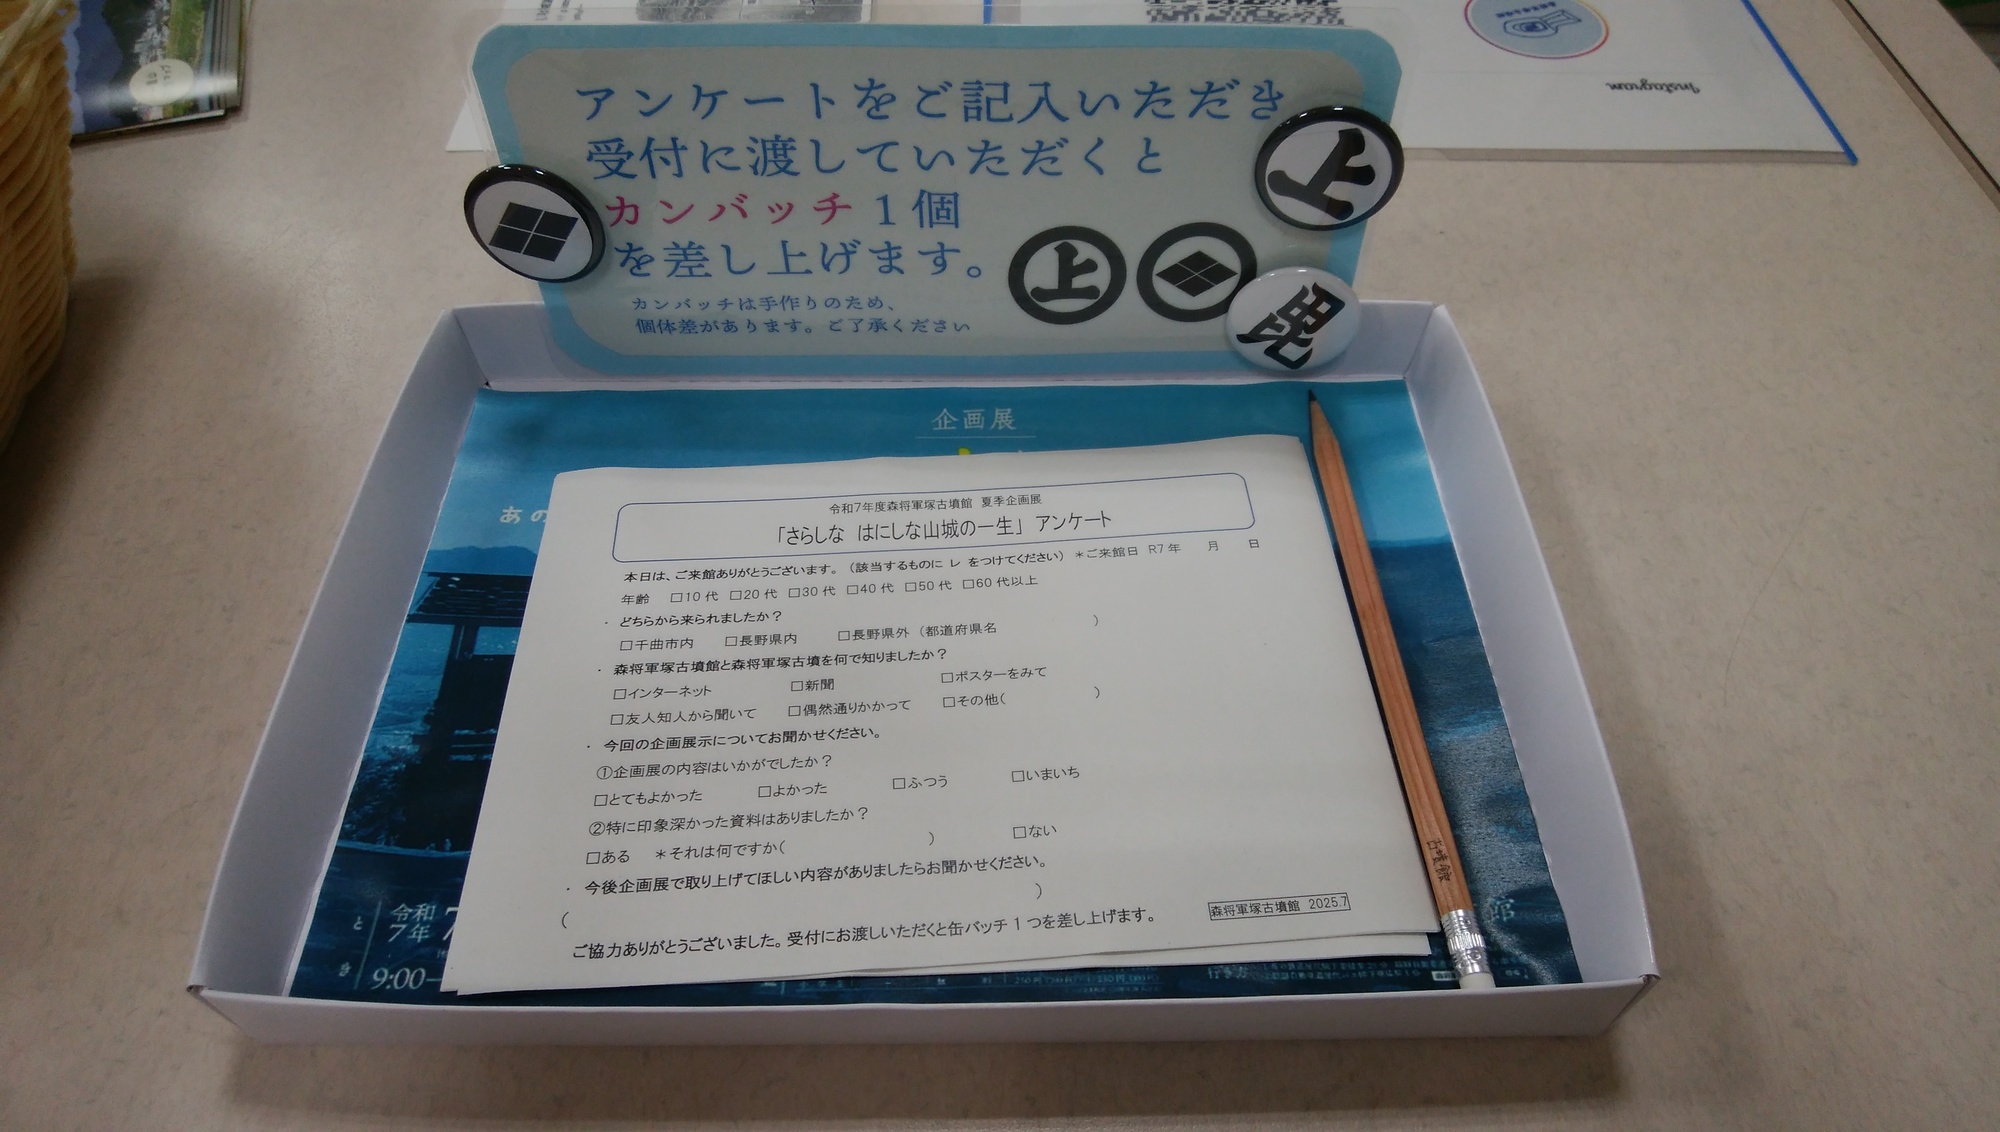 Instagram
アンケートをご記入いただき
受付に渡していただくと
カンバッチ1個
を差し上げます。
カンバッチは手作りのため、
個体差があります。ご了承ください
上
上
毘
企画展
あの
令和7年度森将軍塚古墳館 夏季企画展
「さらしな はにしな山城の一生」 アンケート
本日は、ご来館ありがとうございます。（該当するものに レ をつけてください） ＊ご来館日 R7年 月 日
年齢 □10代 □20代 □30代 □40代 □50代 □60代以上
・ どちらから来られましたか？
□千曲市内 □長野県内 □長野県外（都道府県名 ）
・ 森将軍塚古墳館と森将軍塚古墳を何で知りましたか？
□インターネット □新聞 □ポスターをみて
□友人知人から聞いて □偶然通りかかって □その他( )
・ 今回の企画展示についてお聞かせください。
①企画展の内容はいかがでしたか？
□とてもよかった □よかった □ふつう □いまいち
②特に印象深かった資料はありましたか？
□ある ＊それは何ですか( ) □ない
・ 今後企画展で取り上げてほしい内容がありましたらお聞かせください。
( )
ご協力ありがとうございました。受付にお渡しいただくと缶バッチ1つを差し上げます。
森将軍塚古墳館 2025.7
古墳館
と
令和
7年
9:00–
館
行き方